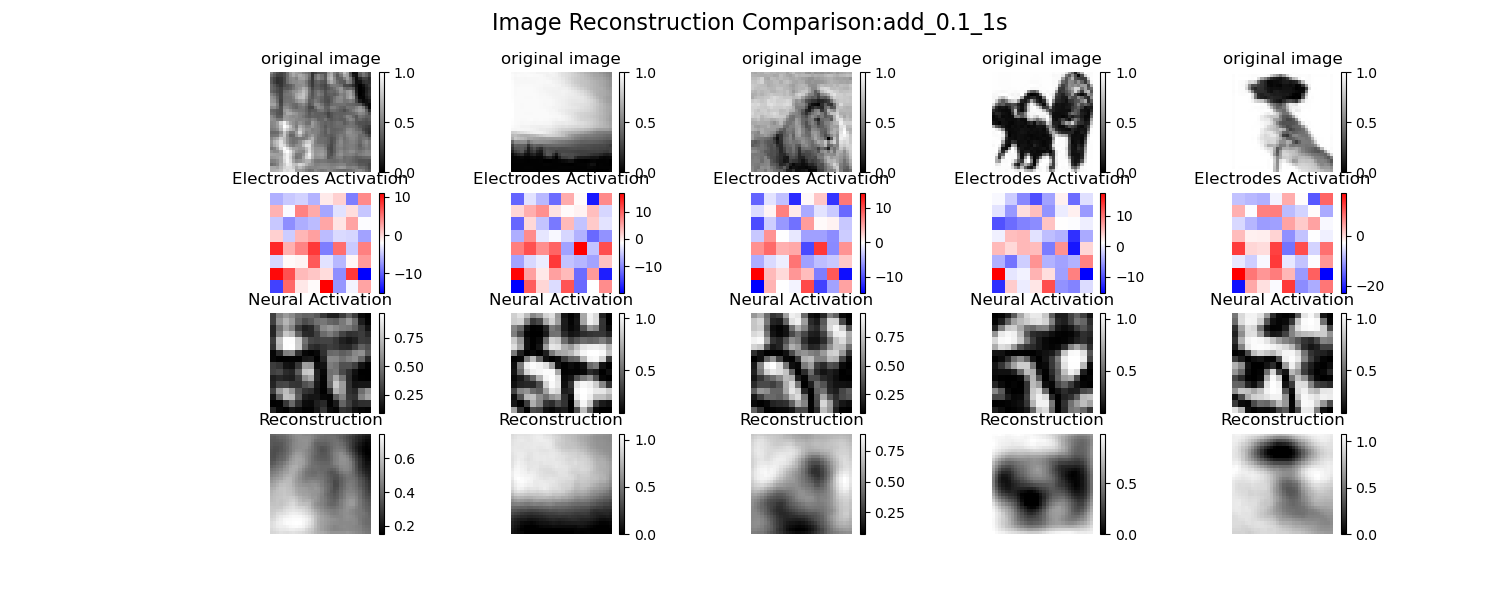 Image Reconstruction Comparison:add_0.1_1s
original image original image original image original image original image
1.0 1.0 1.0 1.0 1.0
0.5 0.5 0.5 0.5 0.5
0.0 0.0 0.0 0.0 0.0
Electrodes Activation Electrodes Activation Electrodes Activation Electrodes Activation Electrodes Activation
10 10 10 10
0 0 0 0 0
−10 −10 −10 −10 −20
Neural Activation Neural Activation Neural Activation Neural Activation Neural Activation
0.75 1.0 0.75 1.0 1.0
0.50 0.5 0.50 0.5 0.5
0.25 0.25
Reconstruction Reconstruction Reconstruction Reconstruction Reconstruction
0.6 1.0 0.75 0.5 1.0
0.4 0.5 0.50 0.5
0.2 0.0 0.25 0.0 0.0